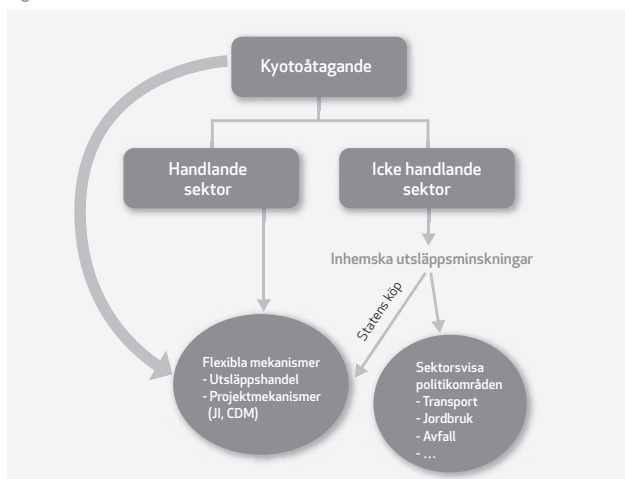 Kyotoåtagande
Handlande
sektor
Icke handlande
sektor
Inhemska utsläppsminskningar
Statens köp
Flexibla mekanismer
- Utsläppshandel
- Projektmekanismer
(JI, CDM)
Sektorsvisa
politikområden
- Transport
- Jordbruk
- Avfall
- ...